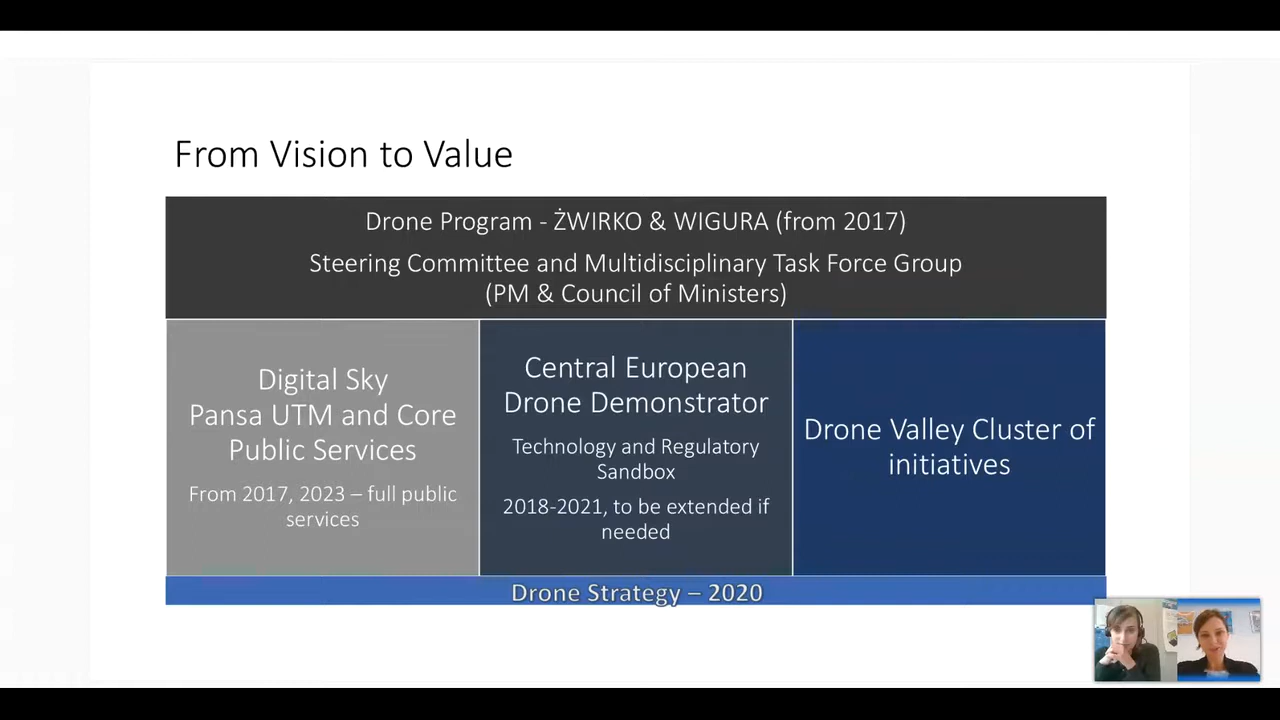 From Vision to Value
Drone Program - ŻWIRKO & WIGURA (from 2017)
Steering Committee and Multidisciplinary Task Force Group
(PM & Council of Ministers)
Digital Sky
Pansa UTM and Core
Public Services
From 2017, 2023 – full public
services
Central European
Drone Demonstrator
Technology and Regulatory
Sandbox
2018-2021, to be extended if
needed
Drone Valley Cluster of
initiatives
Drone Strategy – 2020